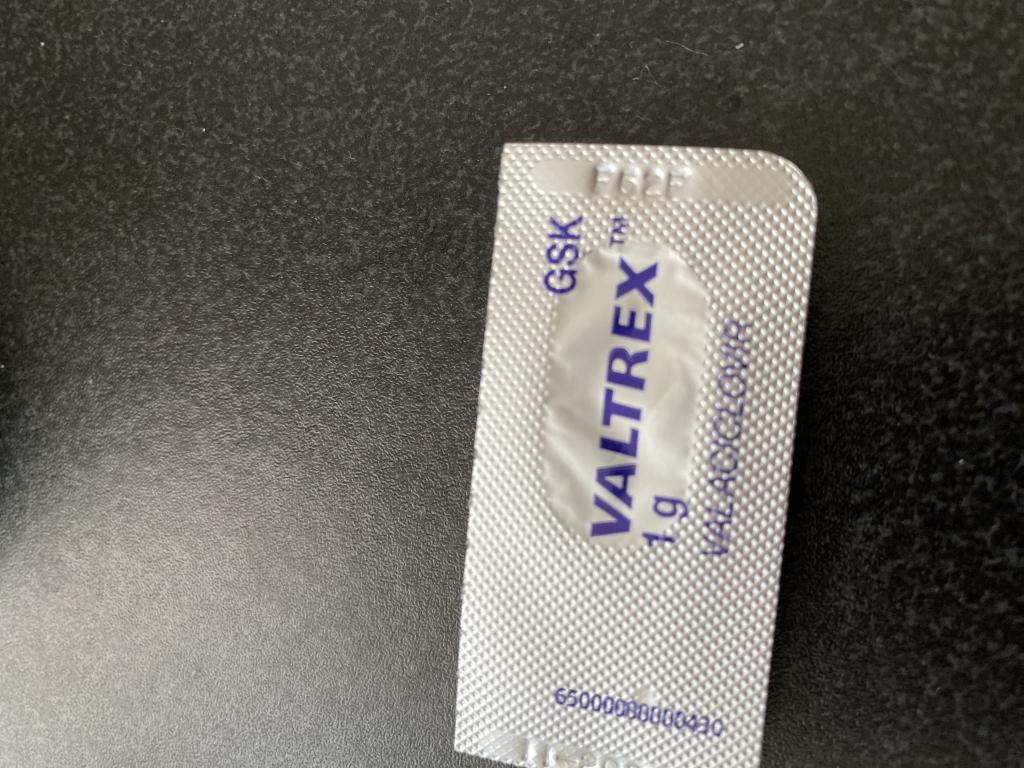 GSK
VALTREX™
1 g
VALACICLOVIR
65000000000430